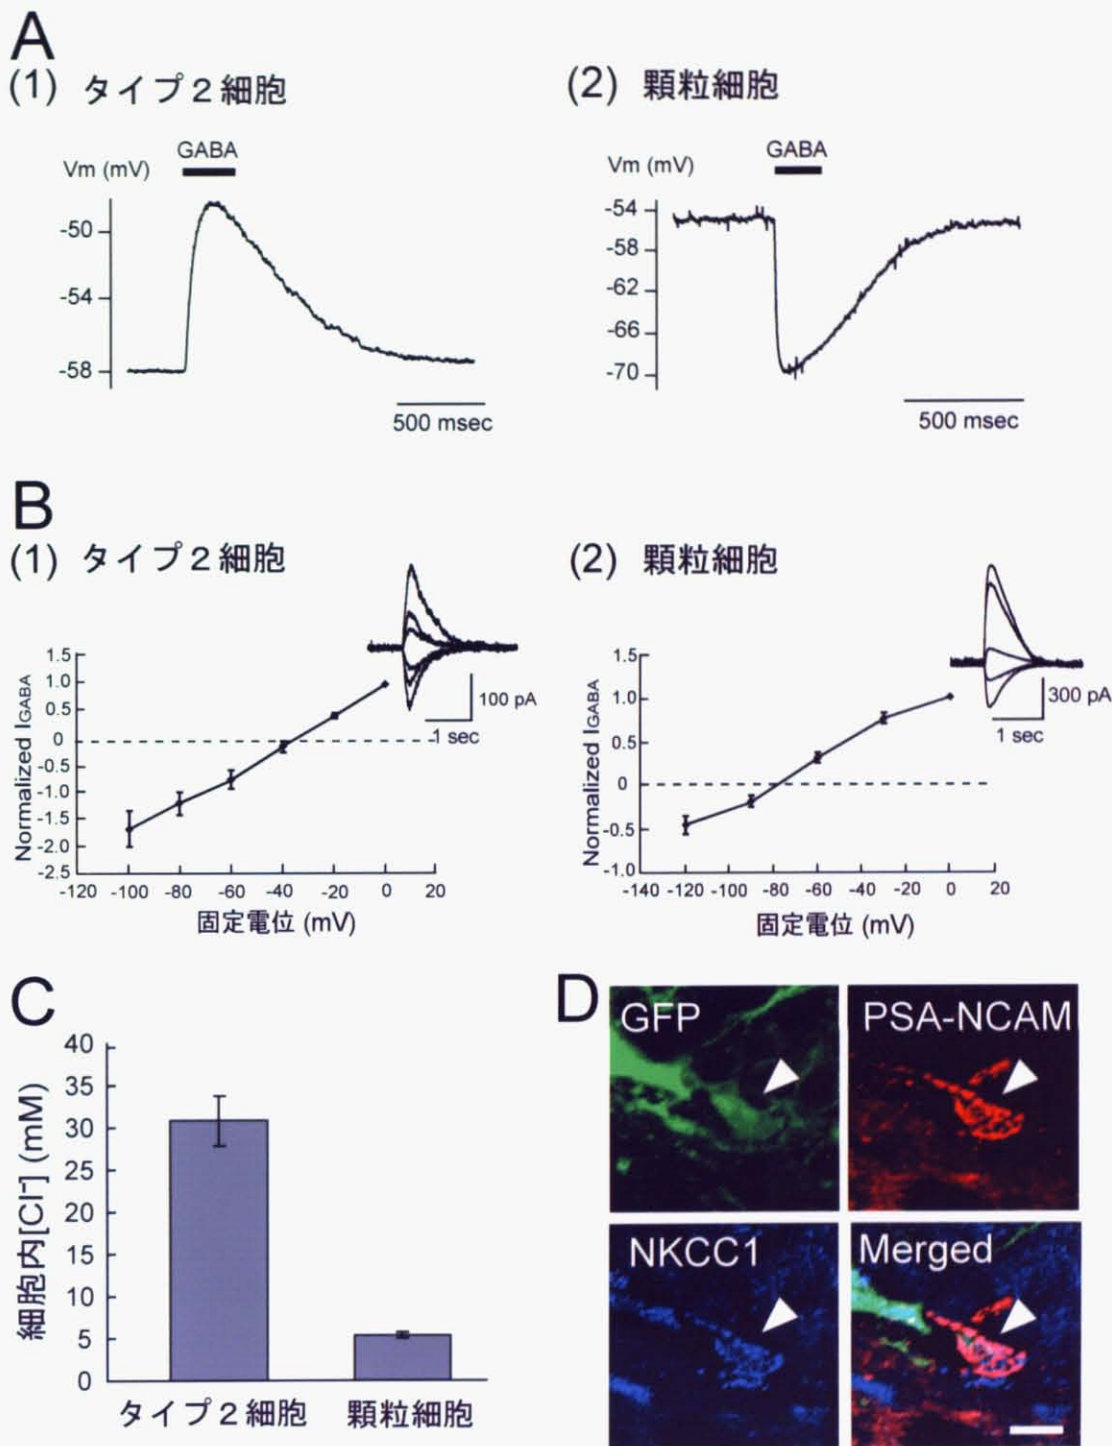 A
(1) タイプ2細胞
(2) 顆粒細胞
GABA
Vm (mV)
-50
-54
-58
500 msec
GABA
Vm (mV)
-54
-58
-62
-66
-70
500 msec
B
(1) タイプ2細胞
(2) 顆粒細胞
Normalized IGABA
1.5
1.0
0.5
0
-0.5
-1.0
-1.5
-2.0
-2.5
-120 -100 -80 -60 -40 -20 0 20
固定電位 (mV)
100 pA
1 sec
Normalized IGABA
1.5
1.0
0.5
0
-0.5
-1.0
-140 -120 -100 -80 -60 -40 -20 0 20
固定電位 (mV)
300 pA
1 sec
C
細胞内[Cl-] (mM)
40
35
30
25
20
15
10
5
0
タイプ2細胞 顆粒細胞
D
GFP
PSA-NCAM
NKCC1
Merged